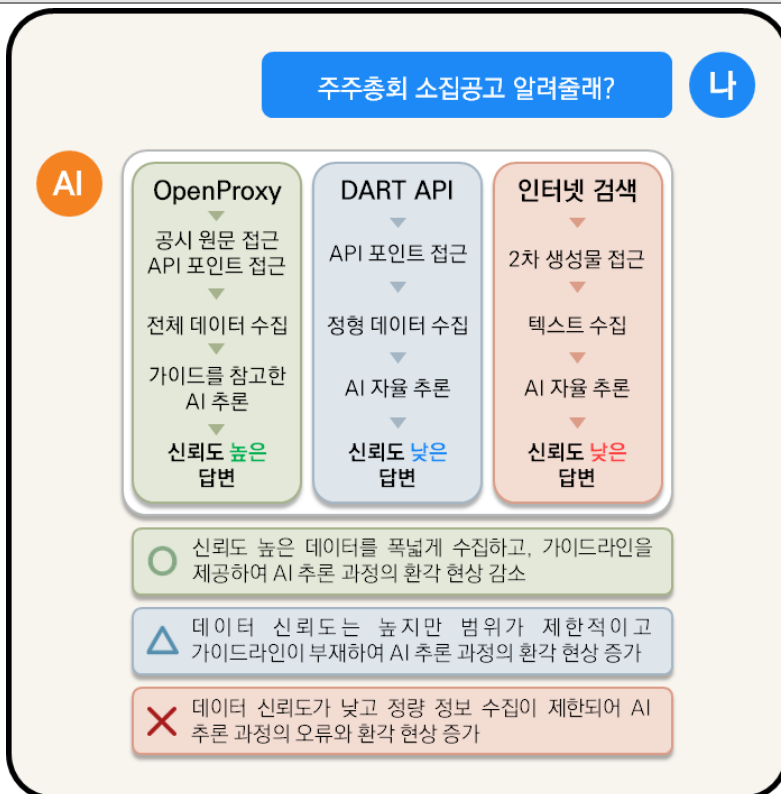 주주총회 소집공고 알려줄래?
나
AI
OpenProxy
공시 원문 접근
API 포인트 접근
전체 데이터 수집
가이드를 참고한
AI 추론
신뢰도 높은
답변
DART API
API 포인트 접근
정형 데이터 수집
AI 자율 추론
신뢰도 낮은
답변
인터넷 검색
2차 생성물 접근
텍스트 수집
AI 자율 추론
신뢰도 낮은
답변
신뢰도 높은 데이터를 폭넓게 수집하고, 가이드라인을
제공하여 AI 추론 과정의 환각 현상 감소
데이터 신뢰도는 높지만 범위가 제한적이고
가이드라인이 부재하여 AI 추론 과정의 환각 현상 증가
데이터 신뢰도가 낮고 정량 정보 수집이 제한되어 AI
추론 과정의 오류와 환각 현상 증가